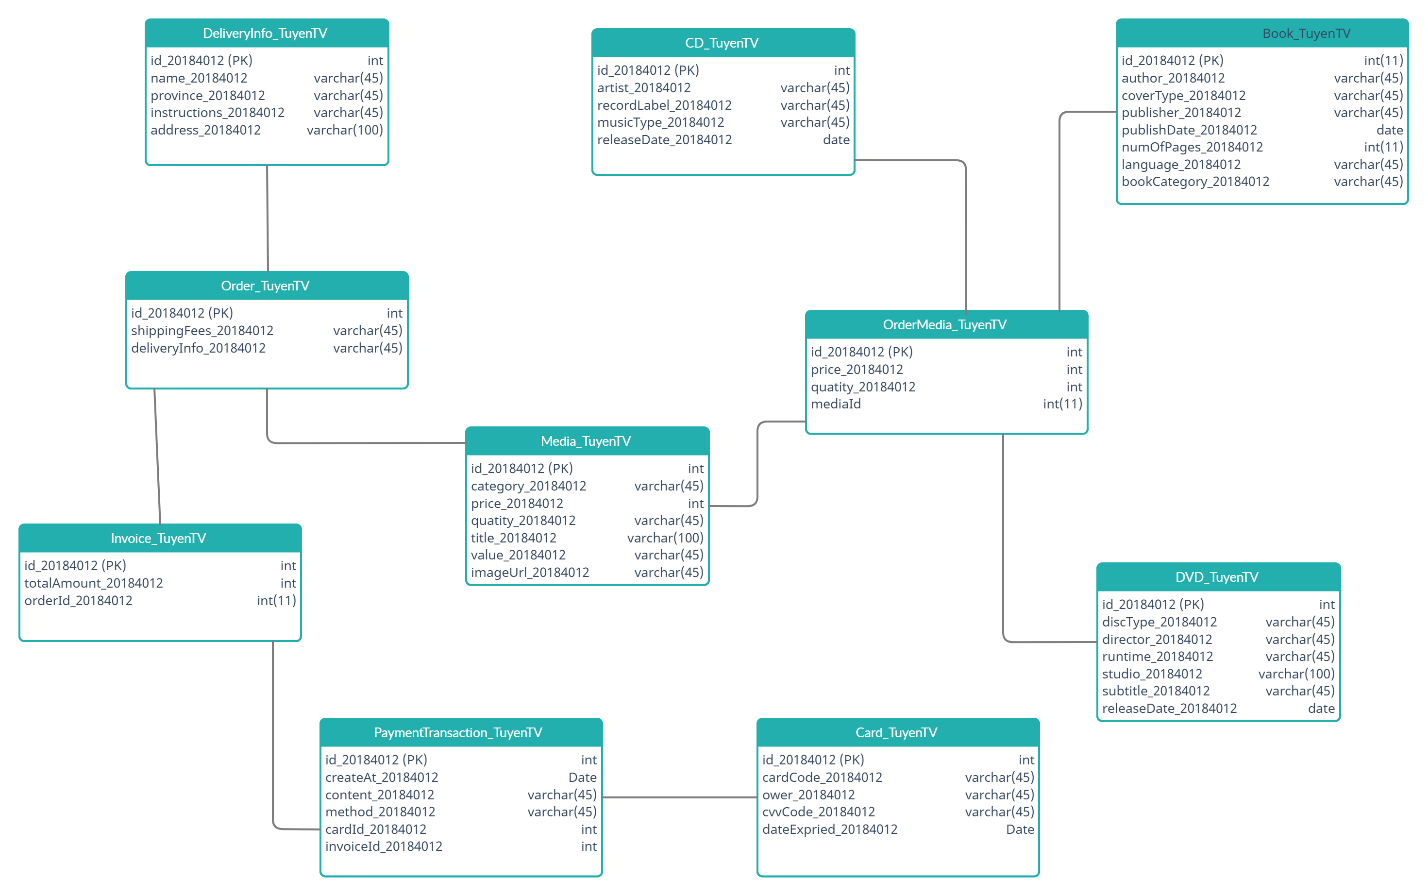 DeliveryInfo_TuyenTV
id_20184012 (PK) int
name_20184012 varchar(45)
province_20184012 varchar(45)
instructions_20184012 varchar(45)
address_20184012 varchar(100)
CD_TuyenTV
id_20184012 (PK) int
artist_20184012 varchar(45)
recordLabel_20184012 varchar(45)
musicType_20184012 varchar(45)
releaseDate_20184012 date
Book_TuyenTV
id_20184012 (PK) int(11)
author_20184012 varchar(45)
coverType_20184012 varchar(45)
publisher_20184012 varchar(45)
publishDate_20184012 date
numOfPages_20184012 int(11)
language_20184012 varchar(45)
bookCategory_20184012 varchar(45)
Order_TuyenTV
id_20184012 (PK) int
shippingFees_20184012 varchar(45)
deliveryInfo_20184012 varchar(45)
OrderMedia_TuyenTV
id_20184012 (PK) int
price_20184012 int
quatity_20184012 int
mediaId int(11)
Media_TuyenTV
id_20184012 (PK) int
category_20184012 varchar(45)
price_20184012 int
quatity_20184012 varchar(45)
title_20184012 varchar(100)
value_20184012 varchar(45)
imageUrl_20184012 varchar(45)
Invoice_TuyenTV
id_20184012 (PK) int
totalAmount_20184012 int
orderId_20184012 int(11)
DVD_TuyenTV
id_20184012 (PK) int
discType_20184012 varchar(45)
director_20184012 varchar(45)
runtime_20184012 varchar(45)
studio_20184012 varchar(100)
subtitle_20184012 varchar(45)
releaseDate_20184012 date
PaymentTransaction_TuyenTV
id_20184012 (PK) int
createAt_20184012 Date
content_20184012 varchar(45)
method_20184012 varchar(45)
cardId_20184012 int
invoiceId_20184012 int
Card_TuyenTV
id_20184012 (PK) int
cardCode_20184012 varchar(45)
ower_20184012 varchar(45)
cvvCode_20184012 varchar(45)
dateExpried_20184012 Date